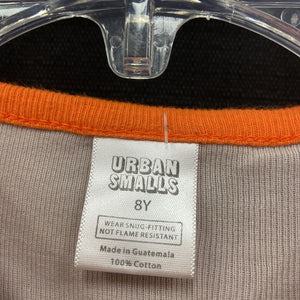 URBAN
SMALLS
8Y
WEAR SNUG-FITTING
NOT FLAME RESISTANT
Made in Guatemala
100% Cotton